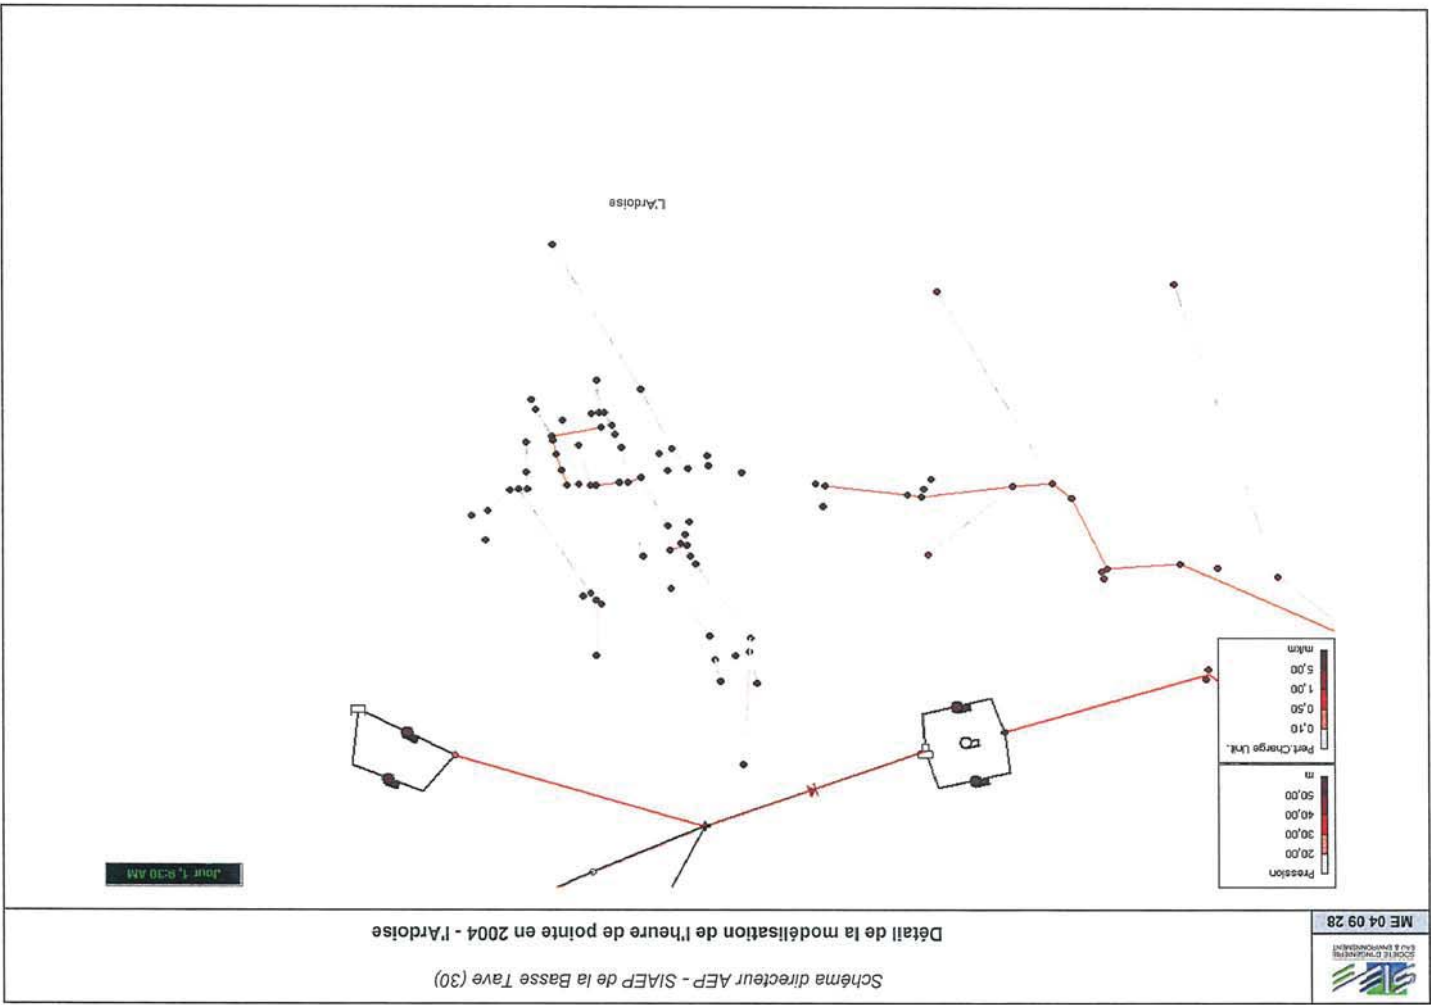 SOCIETE D'INGENIERIE
EAU & ENVIRONNEMENT
ME 04 09 28
Schéma directeur AEP - SIAEP de la Basse Tave (30)
Détail de la modélisation de l'heure de pointe en 2004 - l'Ardoise
Jour 1, 9:30 AM
Pression
20,00
30,00
40,00
50,00
m
Pert.Charge Unit.
0,10
0,50
1,00
5,00
m/km
L'Ardoise